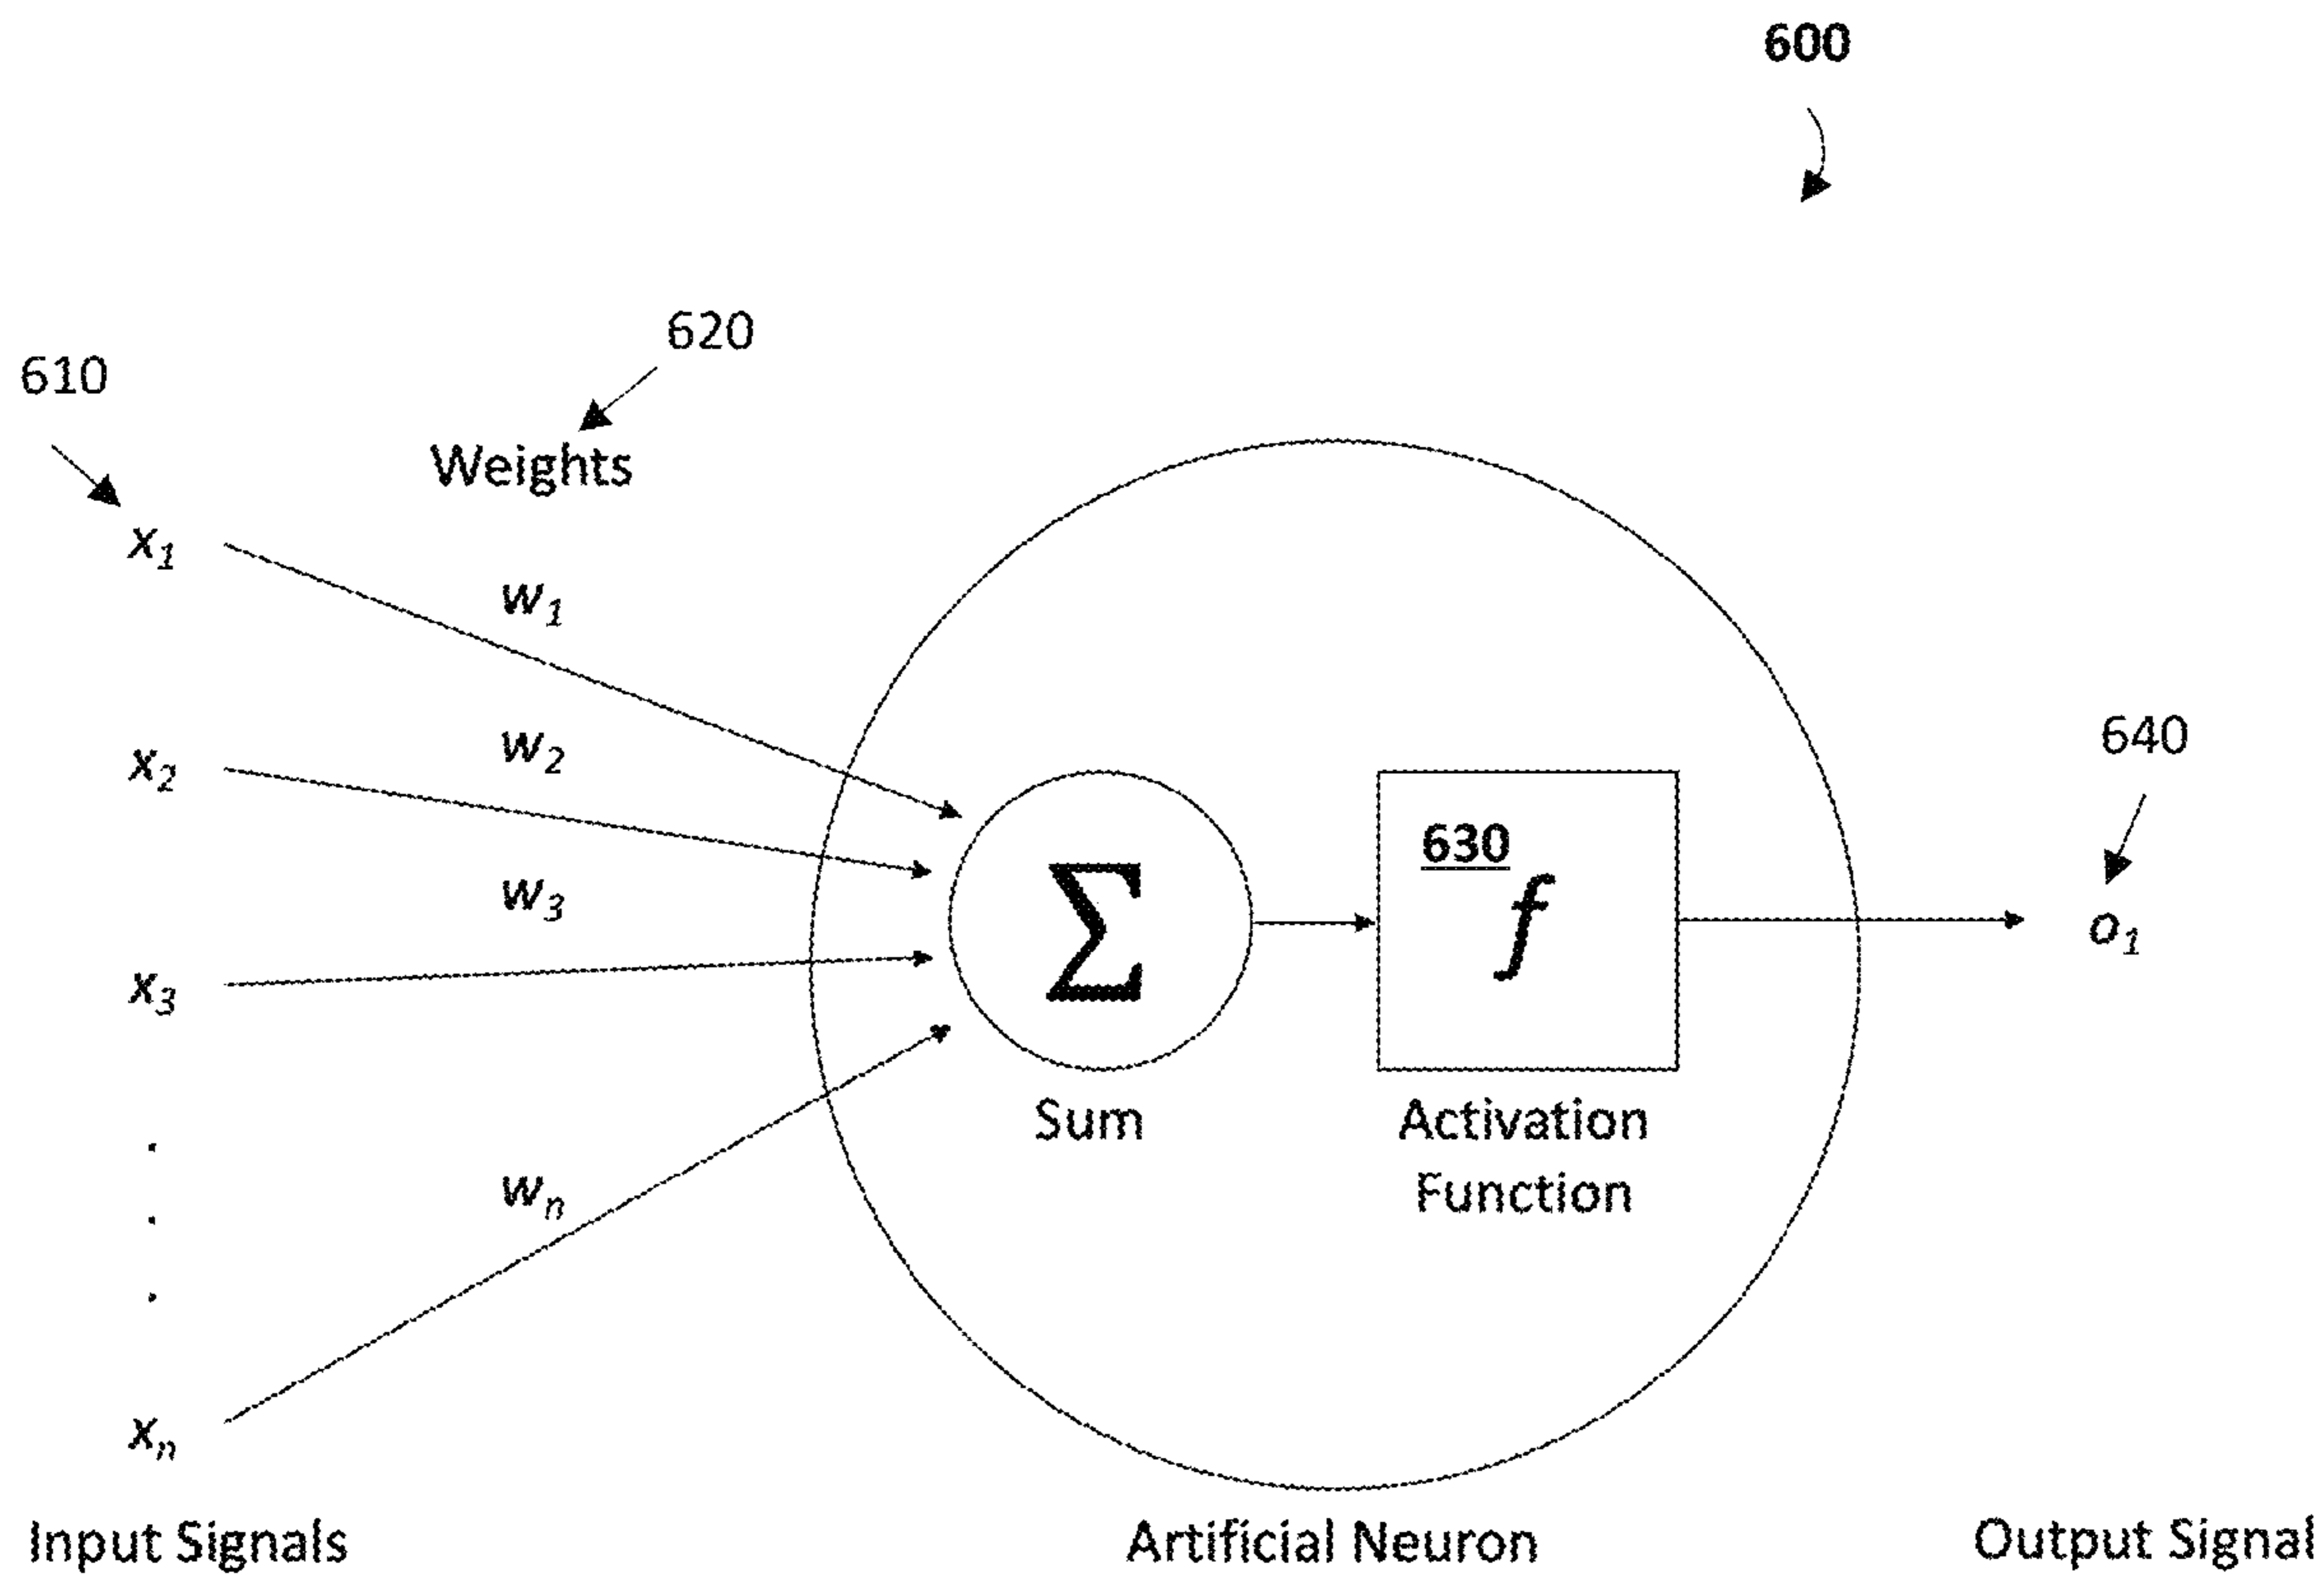 600
620
610
Weights
x1
w1
w2
640
x2
630
w3
f
Σ
o1
x3
Sum
Activation
Function
wn
xn
Input Signals
Artificial Neuron
Output Signal